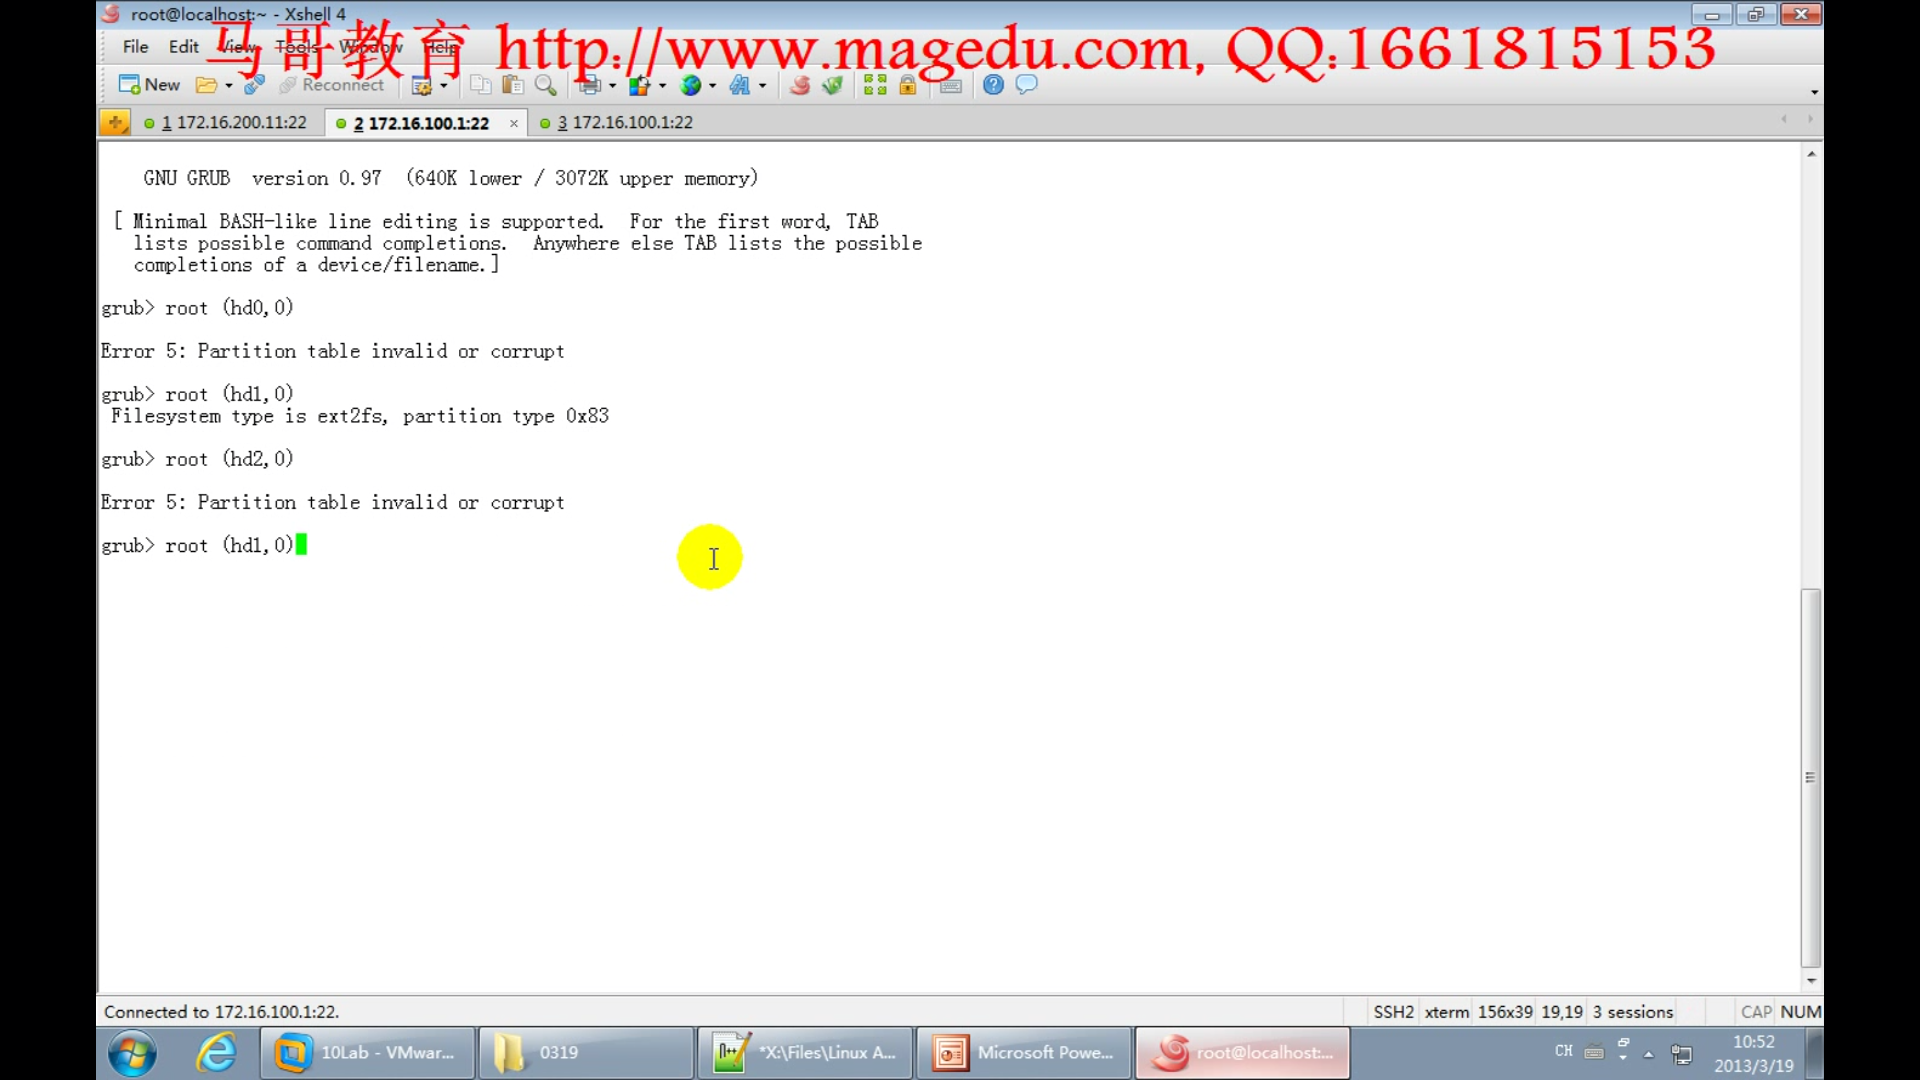 root@localhost:~ - Xshell 4
马哥教育 http://www.magedu.com, QQ:1661815153
File Edit View Tools Window Help
New Reconnect
1 172.16.200.11:22 2 172.16.100.1:22 3 172.16.100.1:22
GNU GRUB  version 0.97  (640K lower / 3072K upper memory)
[ Minimal BASH-like line editing is supported.  For the first word, TAB
lists possible command completions.  Anywhere else TAB lists the possible
completions of a device/filename.]
grub> root (hd0,0)
Error 5: Partition table invalid or corrupt
grub> root (hd1,0)
Filesystem type is ext2fs, partition type 0x83
grub> root (hd2,0)
Error 5: Partition table invalid or corrupt
grub> root (hd1,0)
Connected to 172.16.100.1:22.
SSH2 xterm 156x39 19,19 3 sessions CAP NUM
10Lab - VMwar... 0319 *X:\Files\Linux A... Microsoft Powe... root@localhost:... CH 10:52
2013/3/19